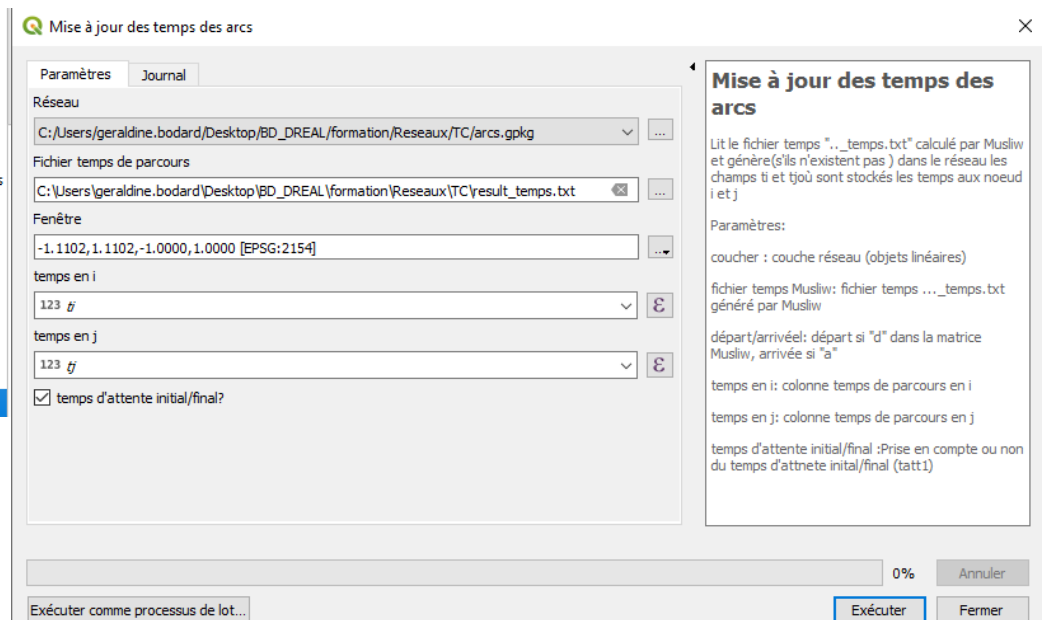 Mise à jour des temps des arcs
Paramètres
Journal
Réseau
C:/Users/geraldine.bodard/Desktop/BD_DREAL/formation/Reseaux/TC/arcs.gpkg
...
Fichier temps de parcours
C:\Users\geraldine.bodard\Desktop\BD_DREAL\formation\Reseaux\TC\result_temps.txt
...
Fenêtre
-1.1102,1.1102,-1.0000,1.0000 [EPSG:2154]
...
temps en i
123 ti
ε
temps en j
123 tj
ε
temps d'attente initial/final?
Mise à jour des temps des
arcs
Lit le fichier temps ".._temps.txt" calculé par Musliw
et génère(s'ils n'existent pas ) dans le réseau les
champs ti et tjoù sont stockés les temps aux noeud
i et j
Paramètres:
coucher : couche réseau (objets linéaires)
fichier temps Musliw: fichier temps ..._temps.txt
généré par Musliw
départ/arrivéel: départ si "d" dans la matrice
Musliw, arrivée si "a"
temps en i: colonne temps de parcours en i
temps en j: colonne temps de parcours en j
temps d'attente initial/final :Prise en compte ou non
du temps d'attnete inital/final (tatt1)
0%
Annuler
Exécuter comme processus de lot...
Exécuter
Fermer